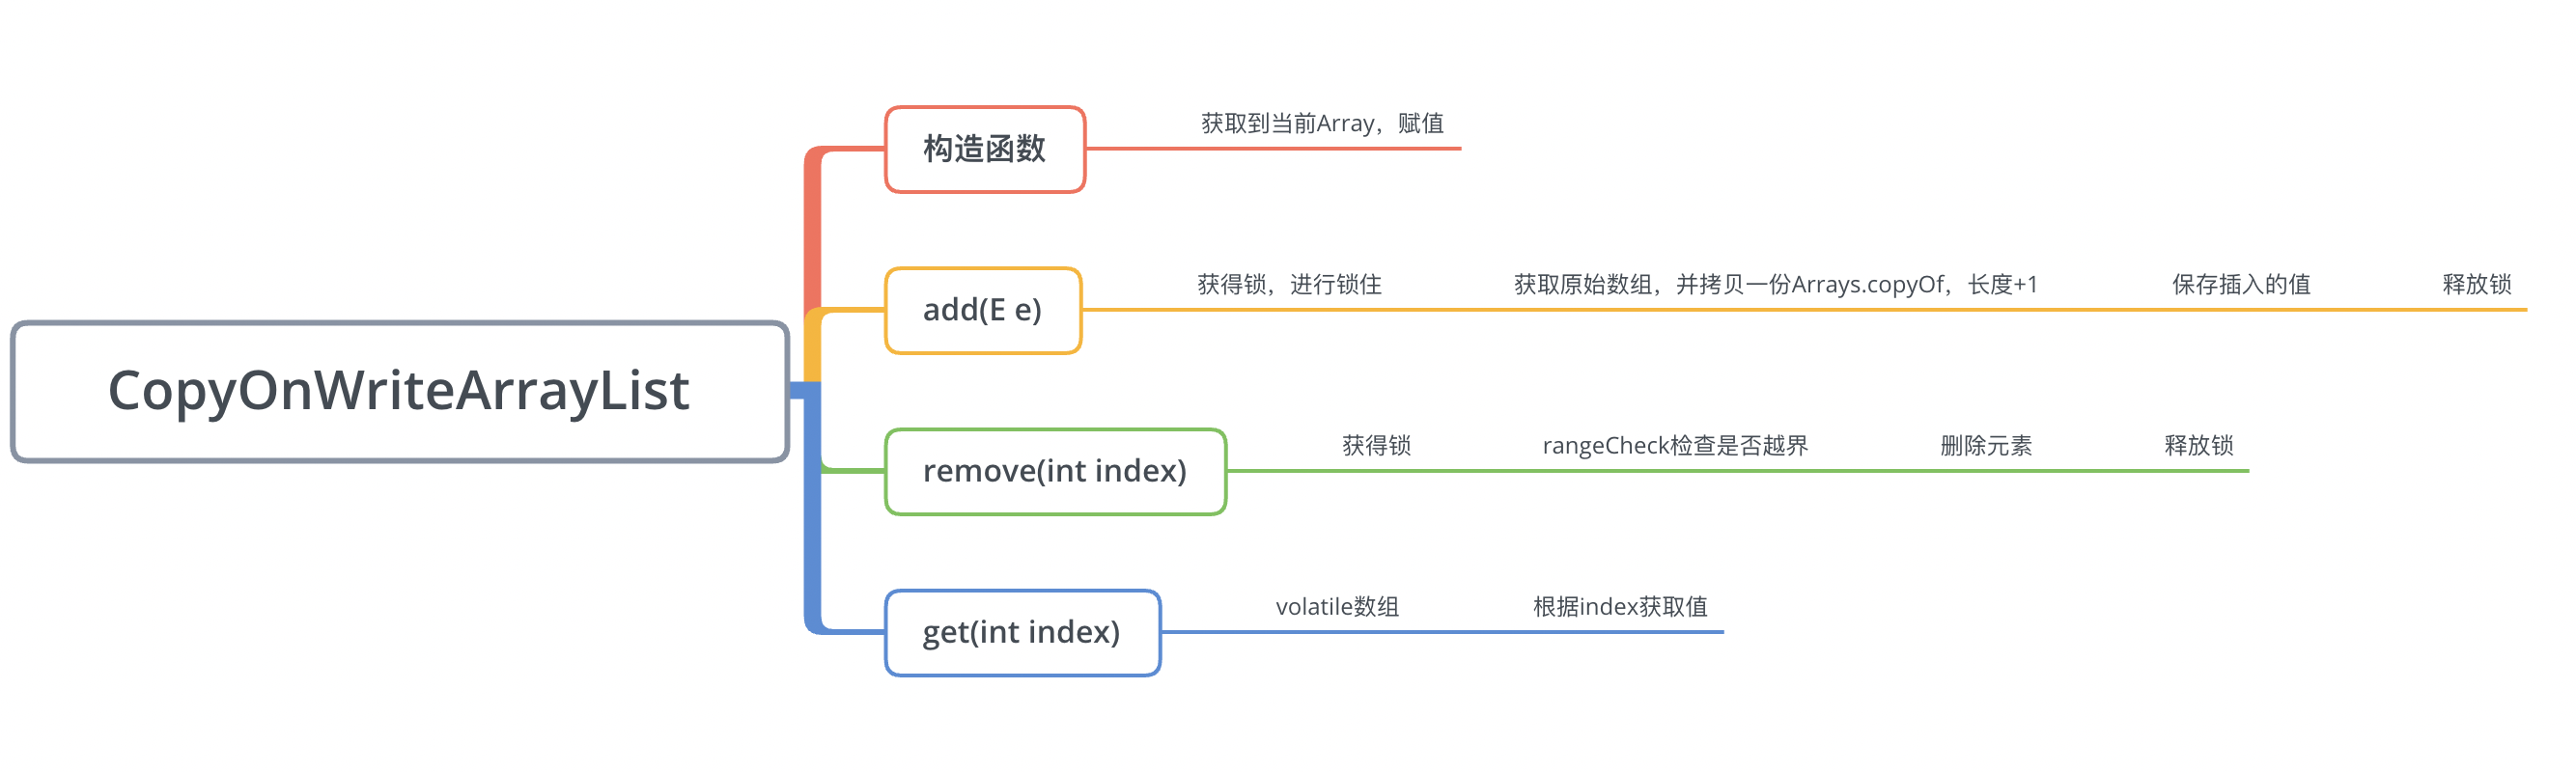 构造函数
获取到当前Array，赋值
add(E e)
获得锁，进行锁住
获取原始数组，并拷贝一份Arrays.copyOf，长度+1
保存插入的值
释放锁
CopyOnWriteArrayList
remove(int index)
获得锁
rangeCheck检查是否越界
删除元素
释放锁
get(int index)
volatile数组
根据index获取值